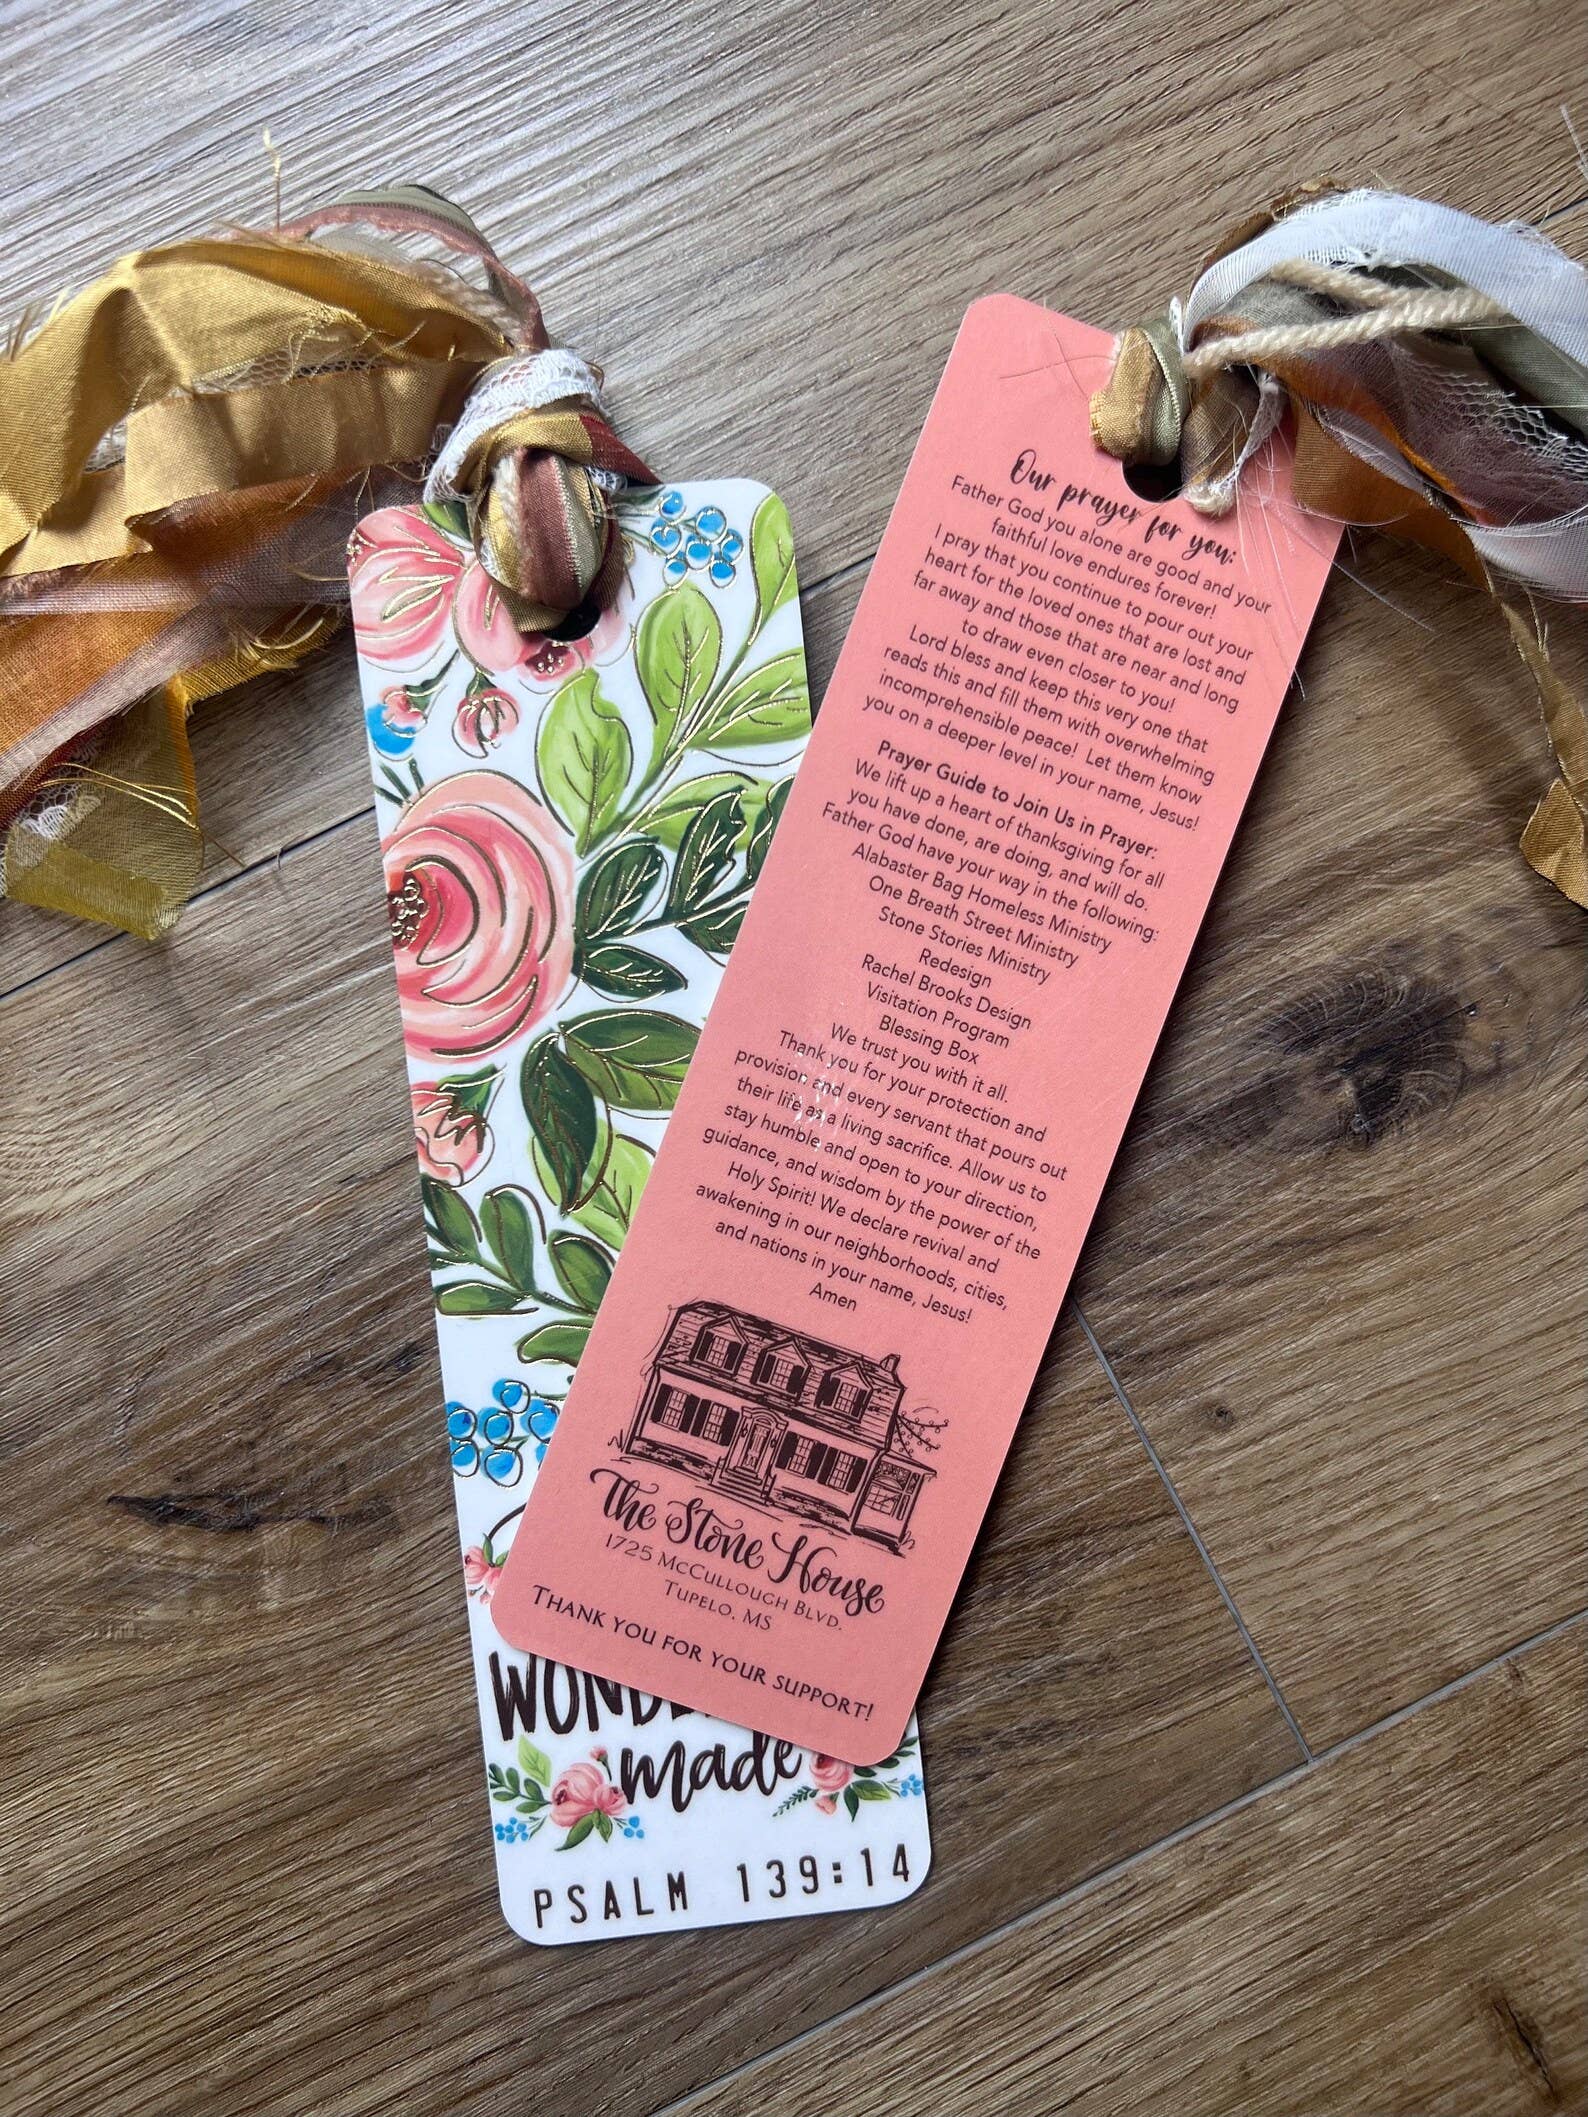 Our prayer for you:
Father God you alone are good and your
faithful love endures forever!
I pray that you continue to pour out your
heart for the loved ones that are lost and
far away and those that are near and long
to draw even closer to you!
Lord bless and keep this very one that
reads this and fill them with overwhelming
incomprehensible peace! Let them know
you on a deeper level in your name, Jesus!
Prayer Guide to Join Us in Prayer:
We lift up a heart of thanksgiving for all
you have done, are doing, and will do.
Father God have your way in the following:
Alabaster Bag Homeless Ministry
One Breath Street Ministry
Stone Stories Ministry
Redesign
Rachel Brooks Design
Visitation Program
Blessing Box
We trust you with it all.
Thank you for your protection and
provision and every servant that pours out
their life as a living sacrifice. Allow us to
stay humble and open to your direction,
guidance, and wisdom by the power of the
Holy Spirit! We declare revival and
awakening in our neighborhoods, cities,
and nations in your name, Jesus!
Amen
The Stone House
1725 McCullough Blvd.
Tupelo, MS
Thank you for your support!
made
PSALM 139:14